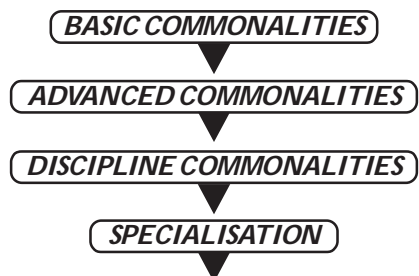 BASIC COMMONALITIES
ADVANCED COMMONALITIES
DISCIPLINE COMMONALITIES
SPECIALISATION